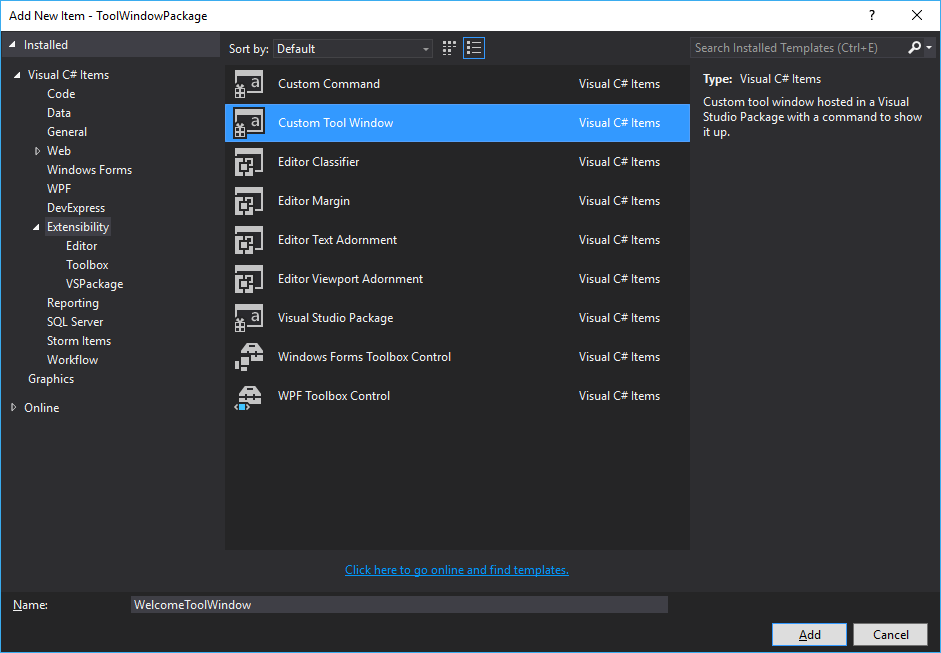 Add New Item - ToolWindowPackage
?
Installed
Sort by: Default
Search Installed Templates (Ctrl+E)
Visual C# Items
Code
Data
General
Web
Windows Forms
WPF
DevExpress
Extensibility
Editor
Toolbox
VSPackage
Reporting
SQL Server
Storm Items
Workflow
Graphics
Online
Custom Command Visual C# Items
Custom Tool Window Visual C# Items
Editor Classifier Visual C# Items
Editor Margin Visual C# Items
Editor Text Adornment Visual C# Items
Editor Viewport Adornment Visual C# Items
Visual Studio Package Visual C# Items
Windows Forms Toolbox Control Visual C# Items
WPF Toolbox Control Visual C# Items
Click here to go online and find templates.
Type: Visual C# Items
Custom tool window hosted in a Visual
Studio Package with a command to show
it up.
Name: WelcomeToolWindow
Add Cancel